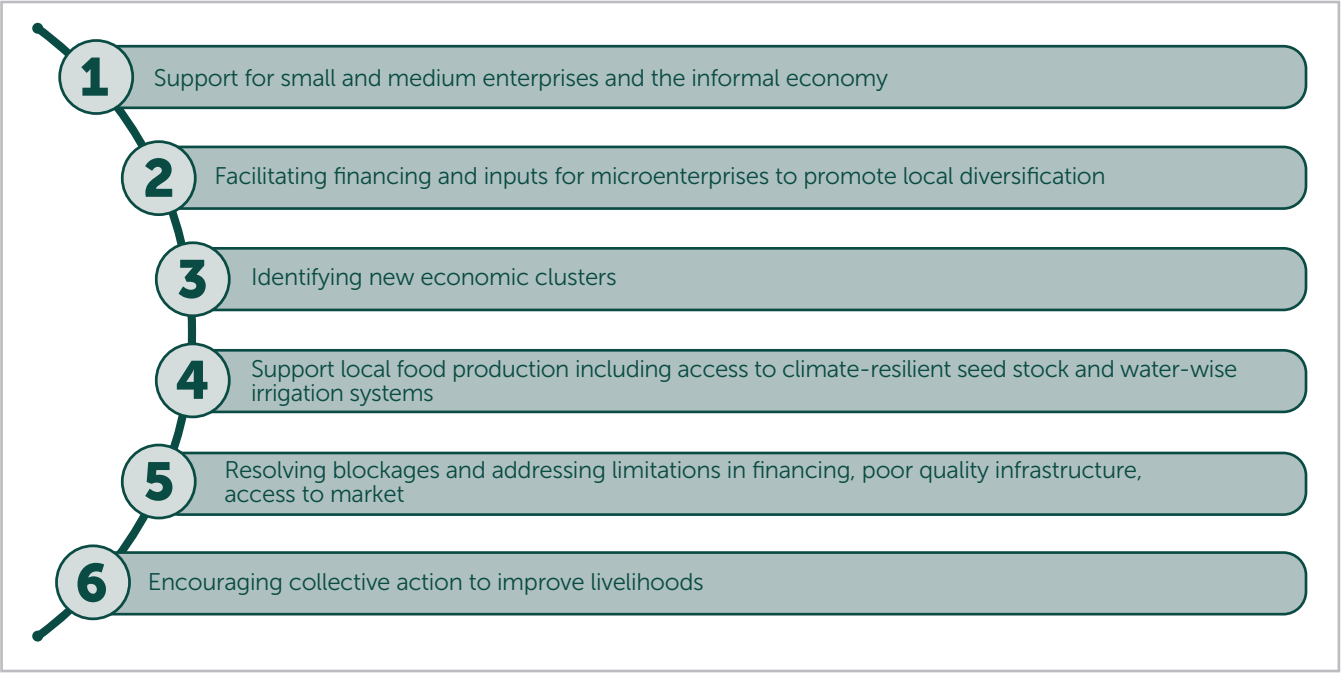 1
Support for small and medium enterprises and the informal economy
2
Facilitating financing and inputs for microenterprises to promote local diversification
3
Identifying new economic clusters
4
Support local food production including access to climate-resilient seed stock and water-wise
irrigation systems
5
Resolving blockages and addressing limitations in financing, poor quality infrastructure,
access to market
6
Encouraging collective action to improve livelihoods